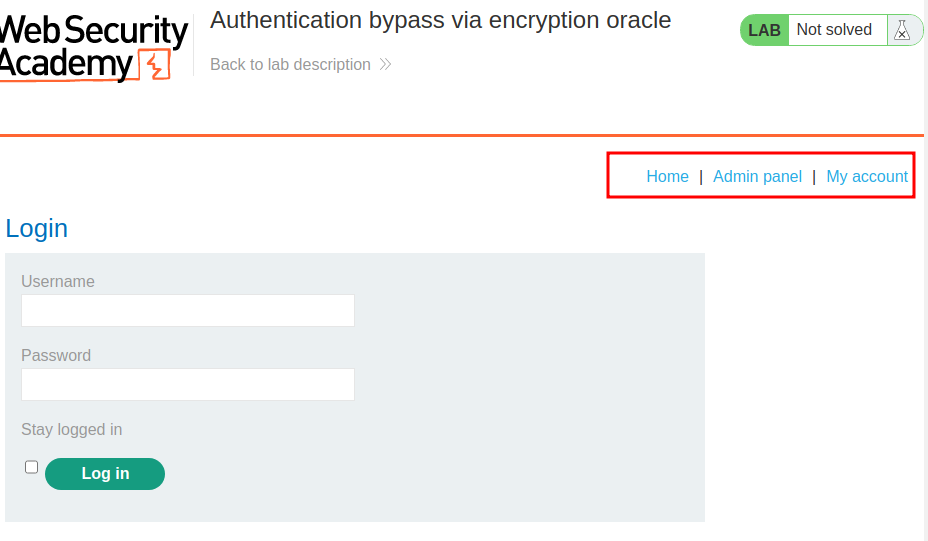 Web Security
Academy
Authentication bypass via encryption oracle
Back to lab description
LAB Not solved
Home | Admin panel | My account
Login
Username
Password
Stay logged in
Log in